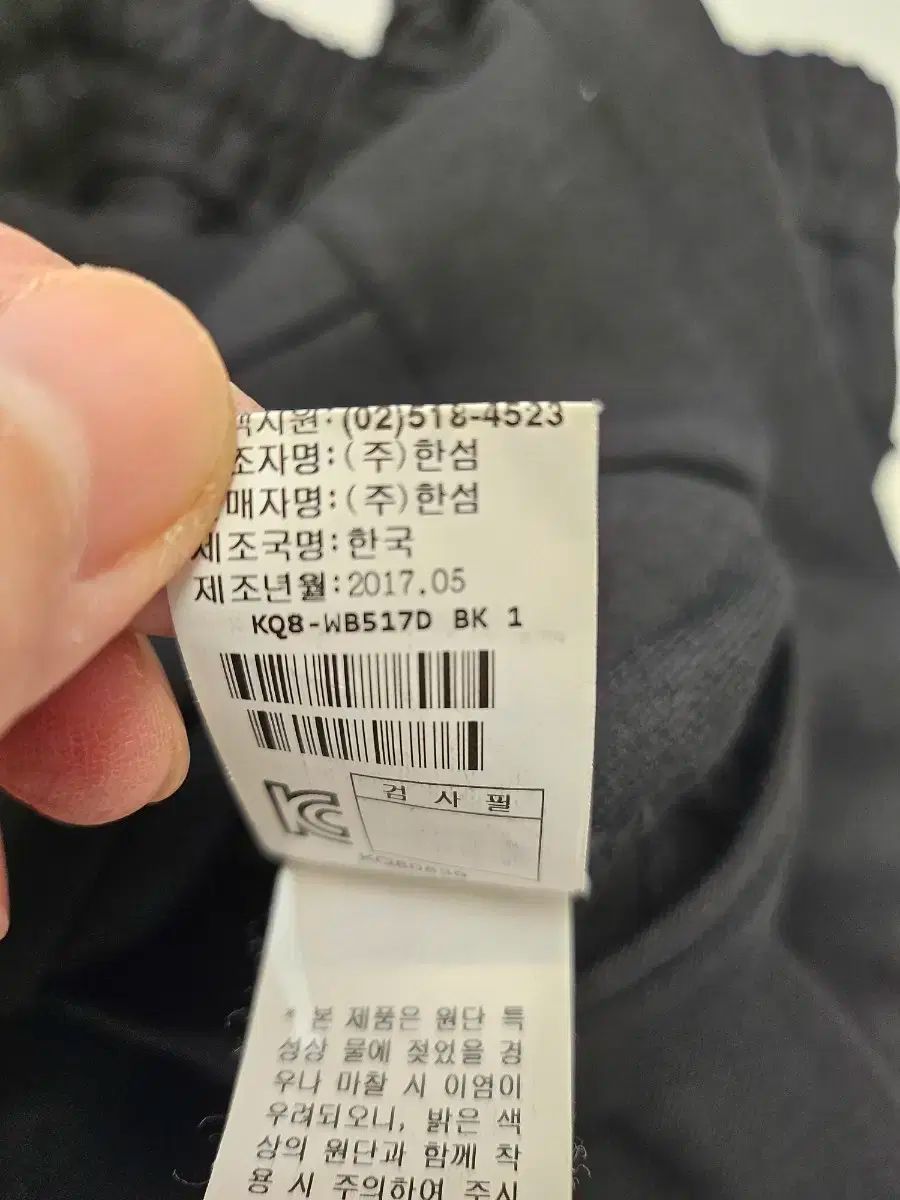 (02)518-4523
조자명:(주)한섬
매자명:(주)한섬
제조국명:한국
제조년월:2017.05
KQ8-WB517D BK 1
KC
검 사 필
* 본 제품은 원단 특
성상 물에 젖었을 경
우나 마찰 시 이염이
우려되오니, 밝은 색
상의 원단과 함께 착
용 시 주의하여 주시